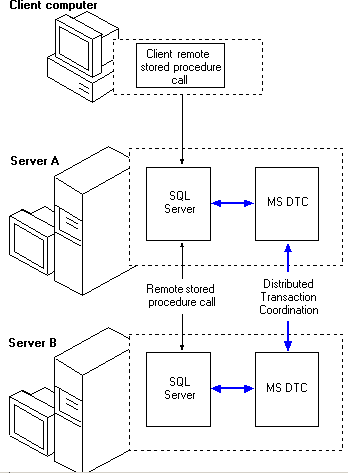 Client computer
Client remote
stored procedure
call
Server A
SQL
Server
MS DTC
Remote stored
procedure call
Distributed
Transaction
Coordination
Server B
SQL
Server
MS DTC